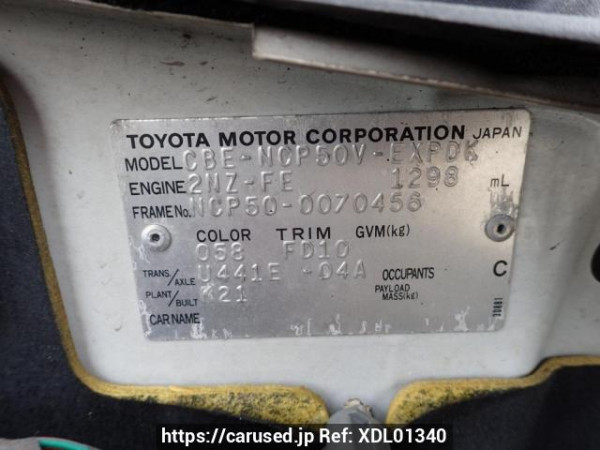 TOYOTA MOTOR CORPORATION JAPAN
MODEL CBE-NCP50V-EXPDK
ENGINE 2NZ-FE 1298 mL
FRAME No. NCP50-0070458
COLOR TRIM GVM(kg)
058 FD10
TRANS/AXLE U441E -04A OCCUPANTS C
PLANT/BUILT K21 PAYLOAD MASS(kg)
CAR NAME
https://carused.jp Ref: XDL01340